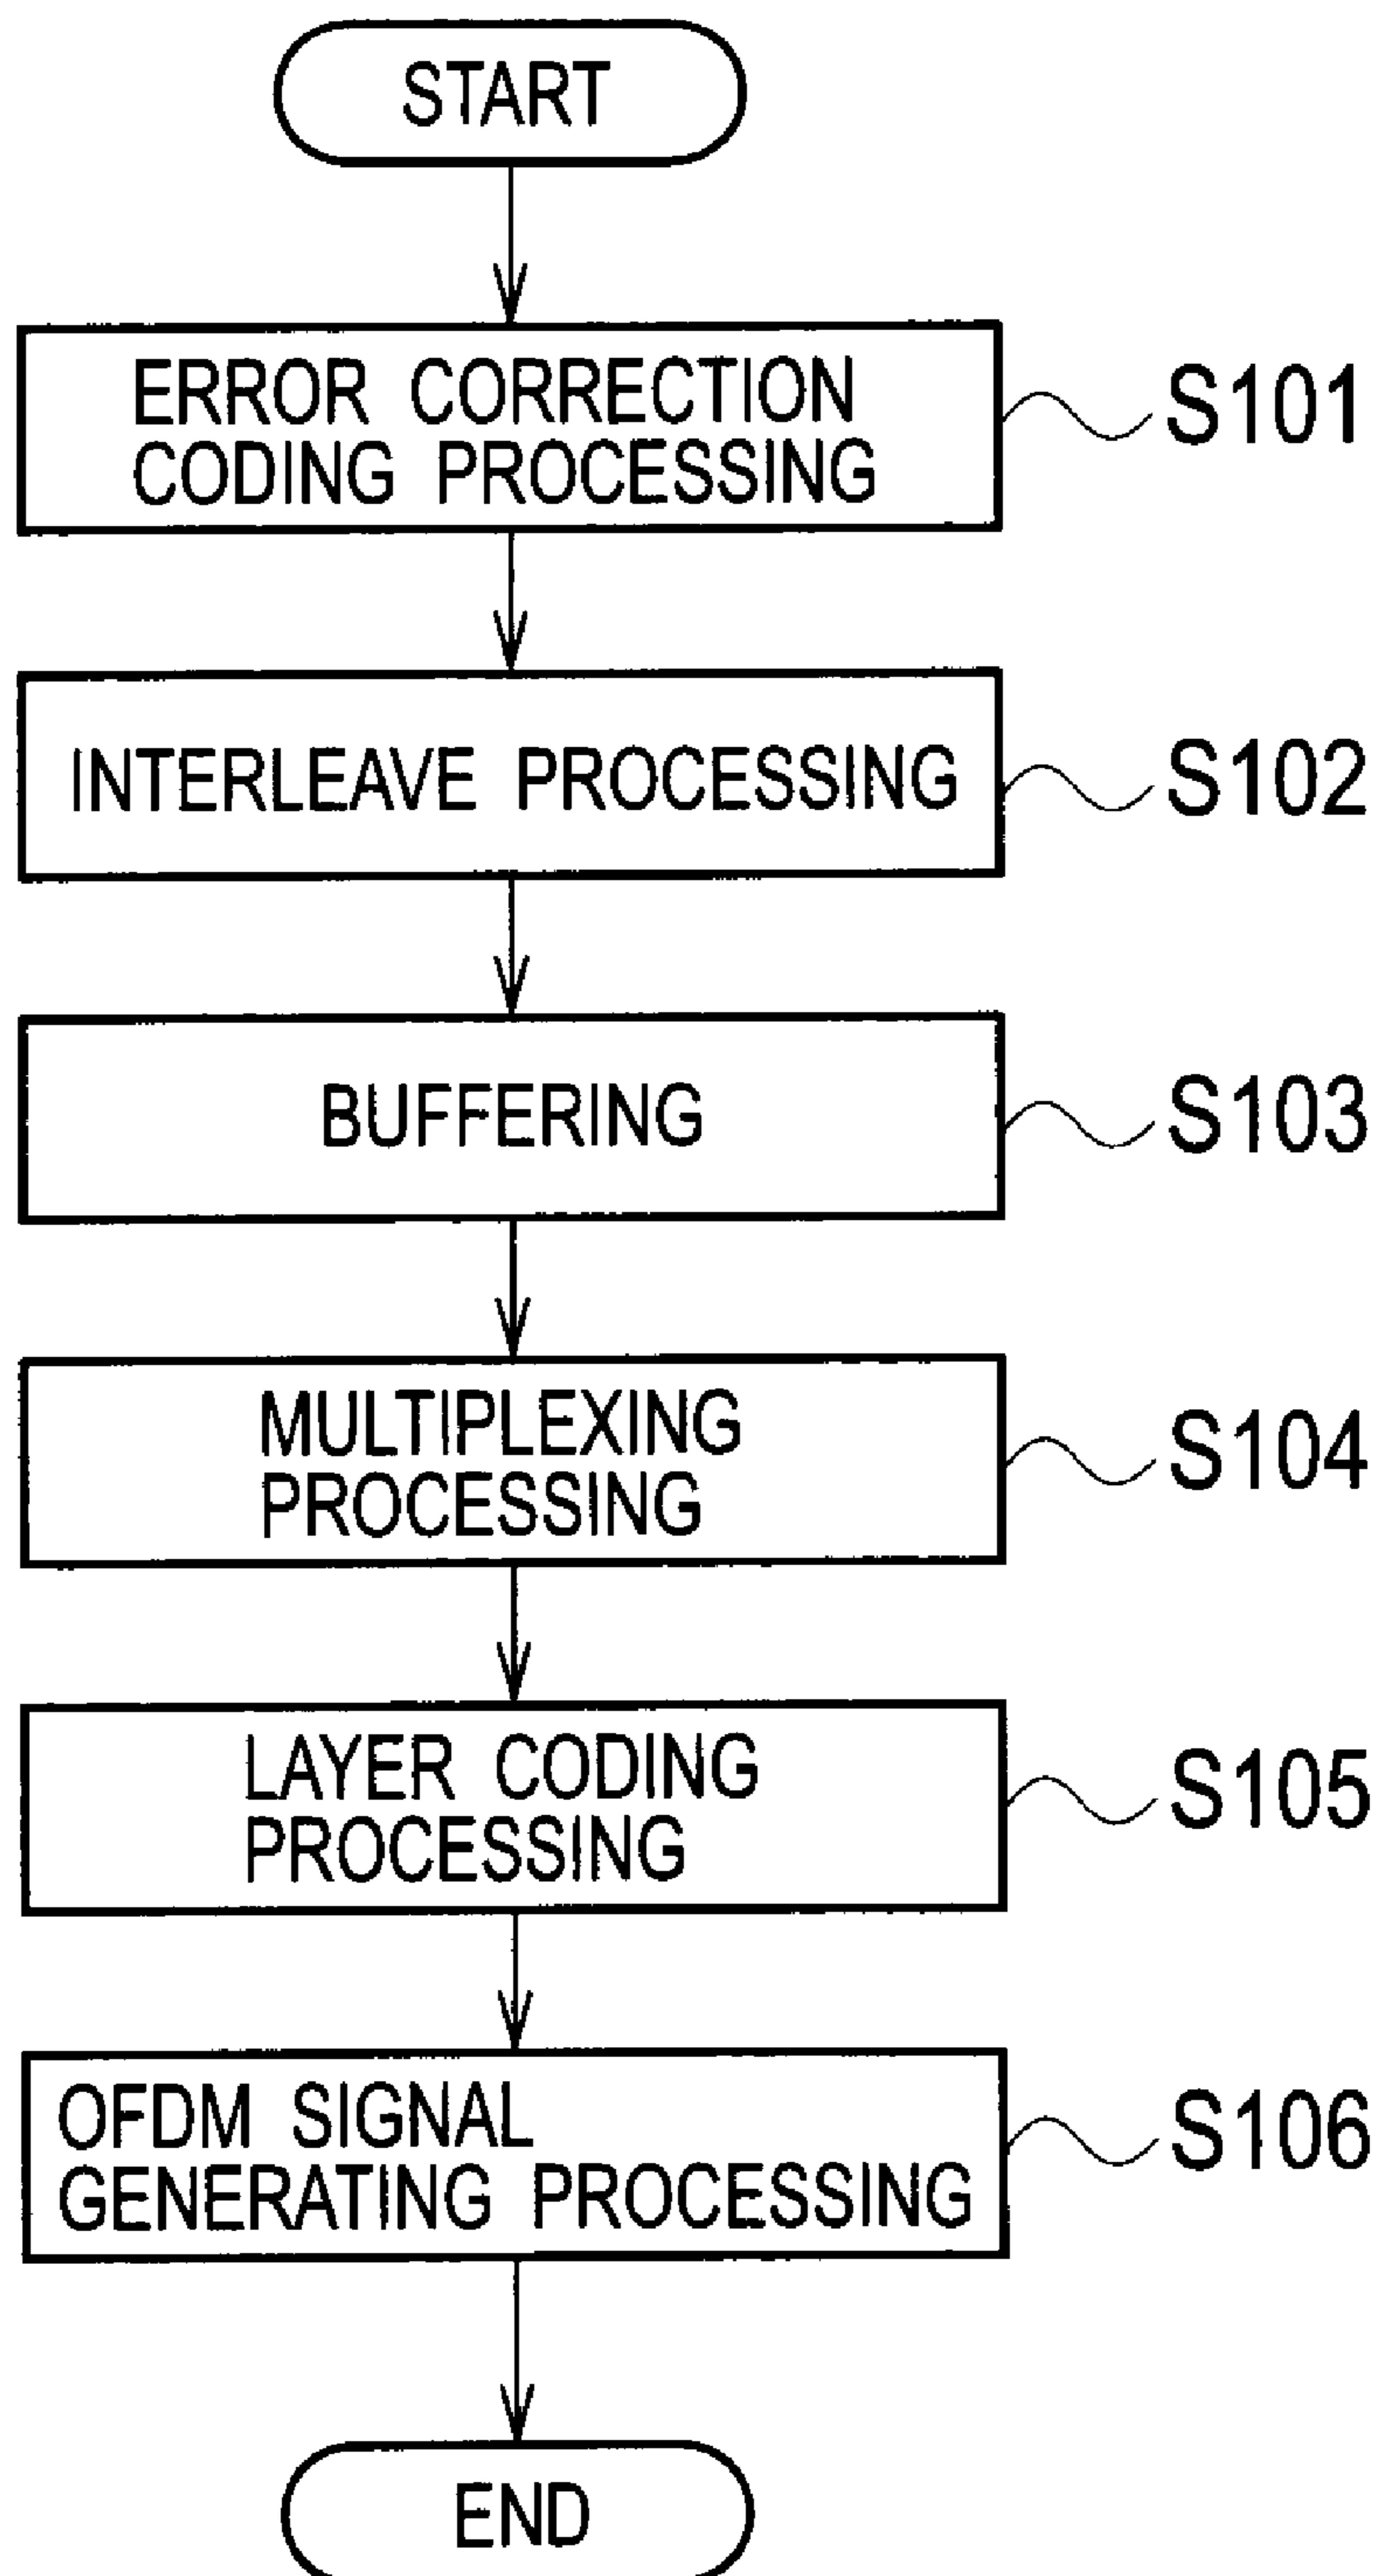 START
ERROR CORRECTION
CODING PROCESSING
S101
INTERLEAVE PROCESSING
S102
BUFFERING
S103
MULTIPLEXING
PROCESSING
S104
LAYER CODING
PROCESSING
S105
OFDM SIGNAL
GENERATING PROCESSING
S106
END